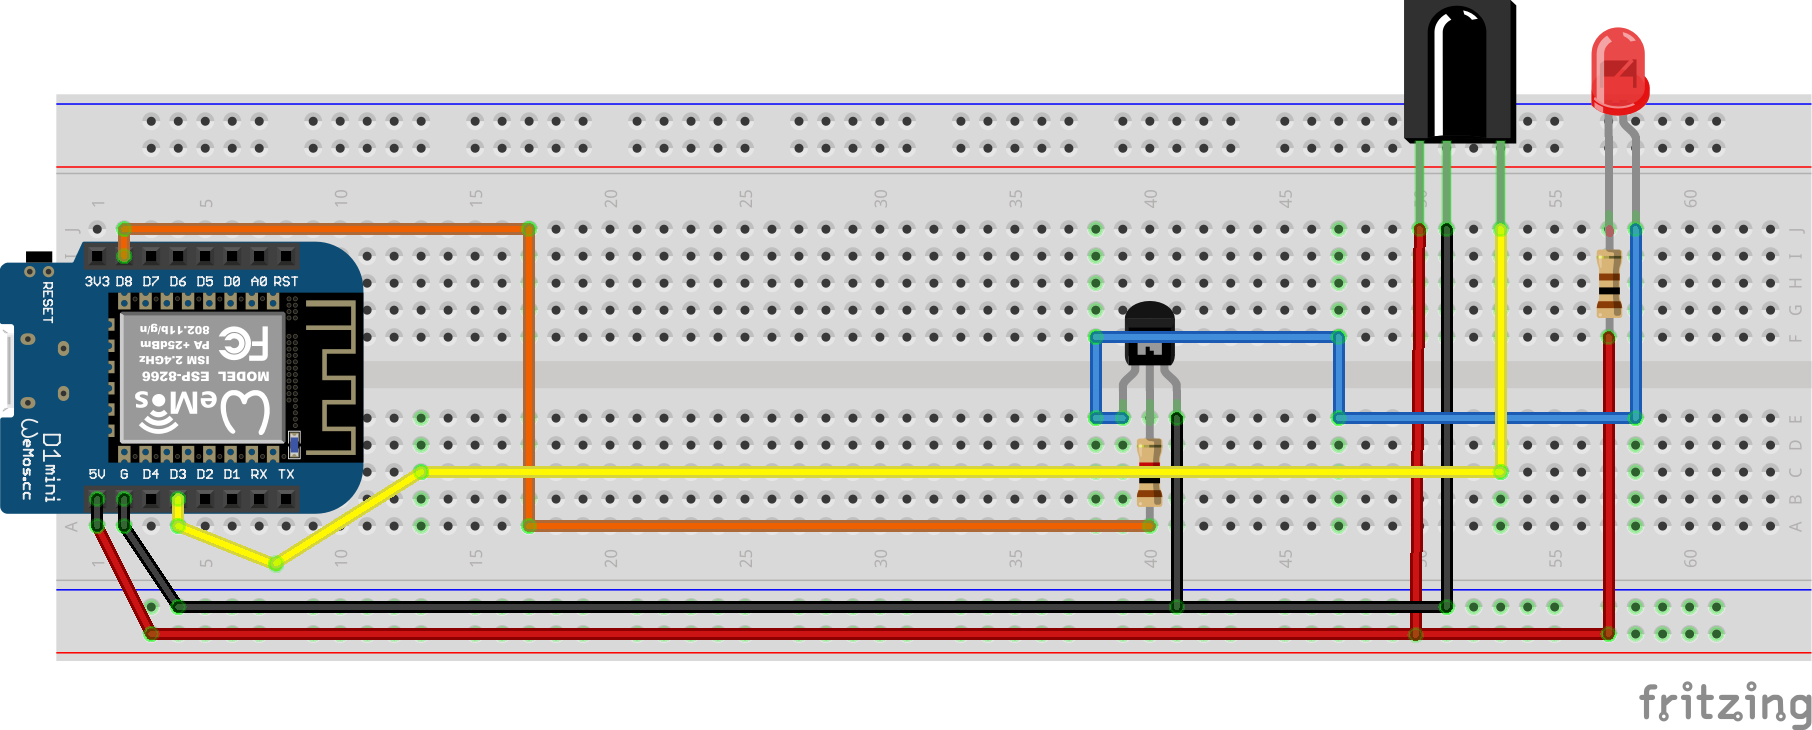 1 5 10 15 20 25 30 35 40 45 50 55 60
J J
I I
H
G
F
3V3 D8 D7 D6 D5 D0 A0 RST
RESET
802.11b/g/n
PA +25dBm
ISM 2.4GHz
MODEL ESP-8266
FC
WeMos
D1 mini
WeMos.cc
5V G D4 D3 D2 D1 RX TX
E
D
C
B
A A
1 5 10 15 20 25 30 35 40 45 50 55 60
fritzing